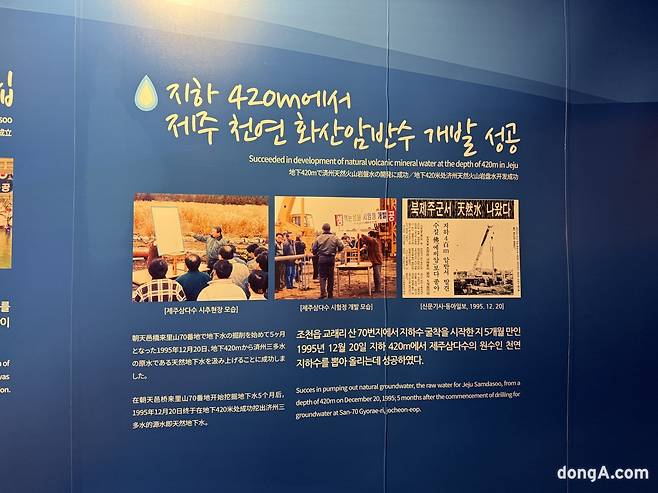 지하 420m에서
제주 천연 화산암반수 개발 성공
Succeeded in development of natural volcanic mineral water at the depth of 420m in Jeju
地下420mで済州天然火山岩盤水の開発に成功／地下420米处济州天然火山岩盘水开发成功
[제주삼다수 시추현장 모습]
[제주삼다수 시험정 개발 모습]
북제주군서 「天然水」 나왔다
[신문기사-동아일보, 1995. 12. 20]
朝天邑橋来里山70番地で地下水の掘削を始めて5ヶ月
となった1995年12月20日、地下420mから済州三多水
の原水である天然地下水を汲み上げることに成功しま
した。
在朝天邑桥来里山70番地开始挖掘地下水5个月后，
1995年12月20日终于在地下420米处成功挖出济州三
多水的源水即天然地下水。
조천읍 교래리 산 70번지에서 지하수 굴착을 시작한 지 5개월 만인
1995년 12월 20일 지하 420m에서 제주삼다수의 원수인 천연
지하수를 뽑아 올리는데 성공하였다.
Succes in pumping out natural groundwater, the raw water for Jeju Samdasoo, from a
depth of 420m on December 20, 1995; 5 months after the commencement of drilling for
groundwater at San-70 Gyorae-ri, Jocheon-eup.
dongA.com